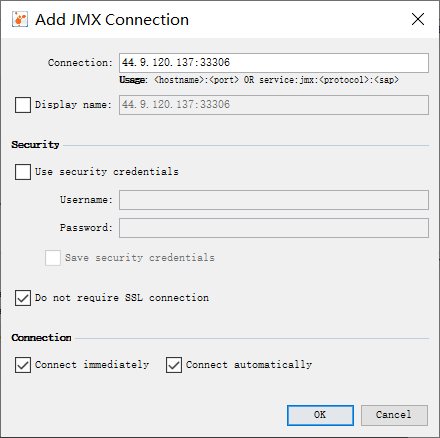 Add JMX Connection
Connection: 44.9.120.137:33306
Usage: <hostname>:<port> OR service:jmx:<protocol>:<sap>
Display name: 44.9.120.137:33306
Security
Use security credentials
Username:
Password:
Save security credentials
Do not require SSL connection
Connection
Connect immediately Connect automatically
OK Cancel